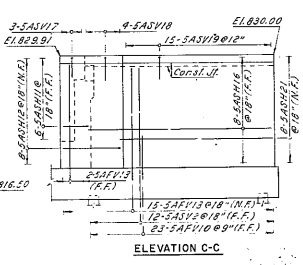 3-5ASV17
4-5ASV18
El.830.00
El.829.91
15-5ASV19@12"
Const. Jt.
8-5ASH12@18"(N.F.)
6-5ASH11@
18"(F.F.)
8-5ASH16
@18"(F.F.)
8-5ASH21
@18"(N.F.)
816.50
2-5AFV13
(F.F.)
15-5AFV13@18"(N.F.)
12-5ASV2@18"(F.F.)
23-5AFV10@9"(F.F.)
ELEVATION C-C